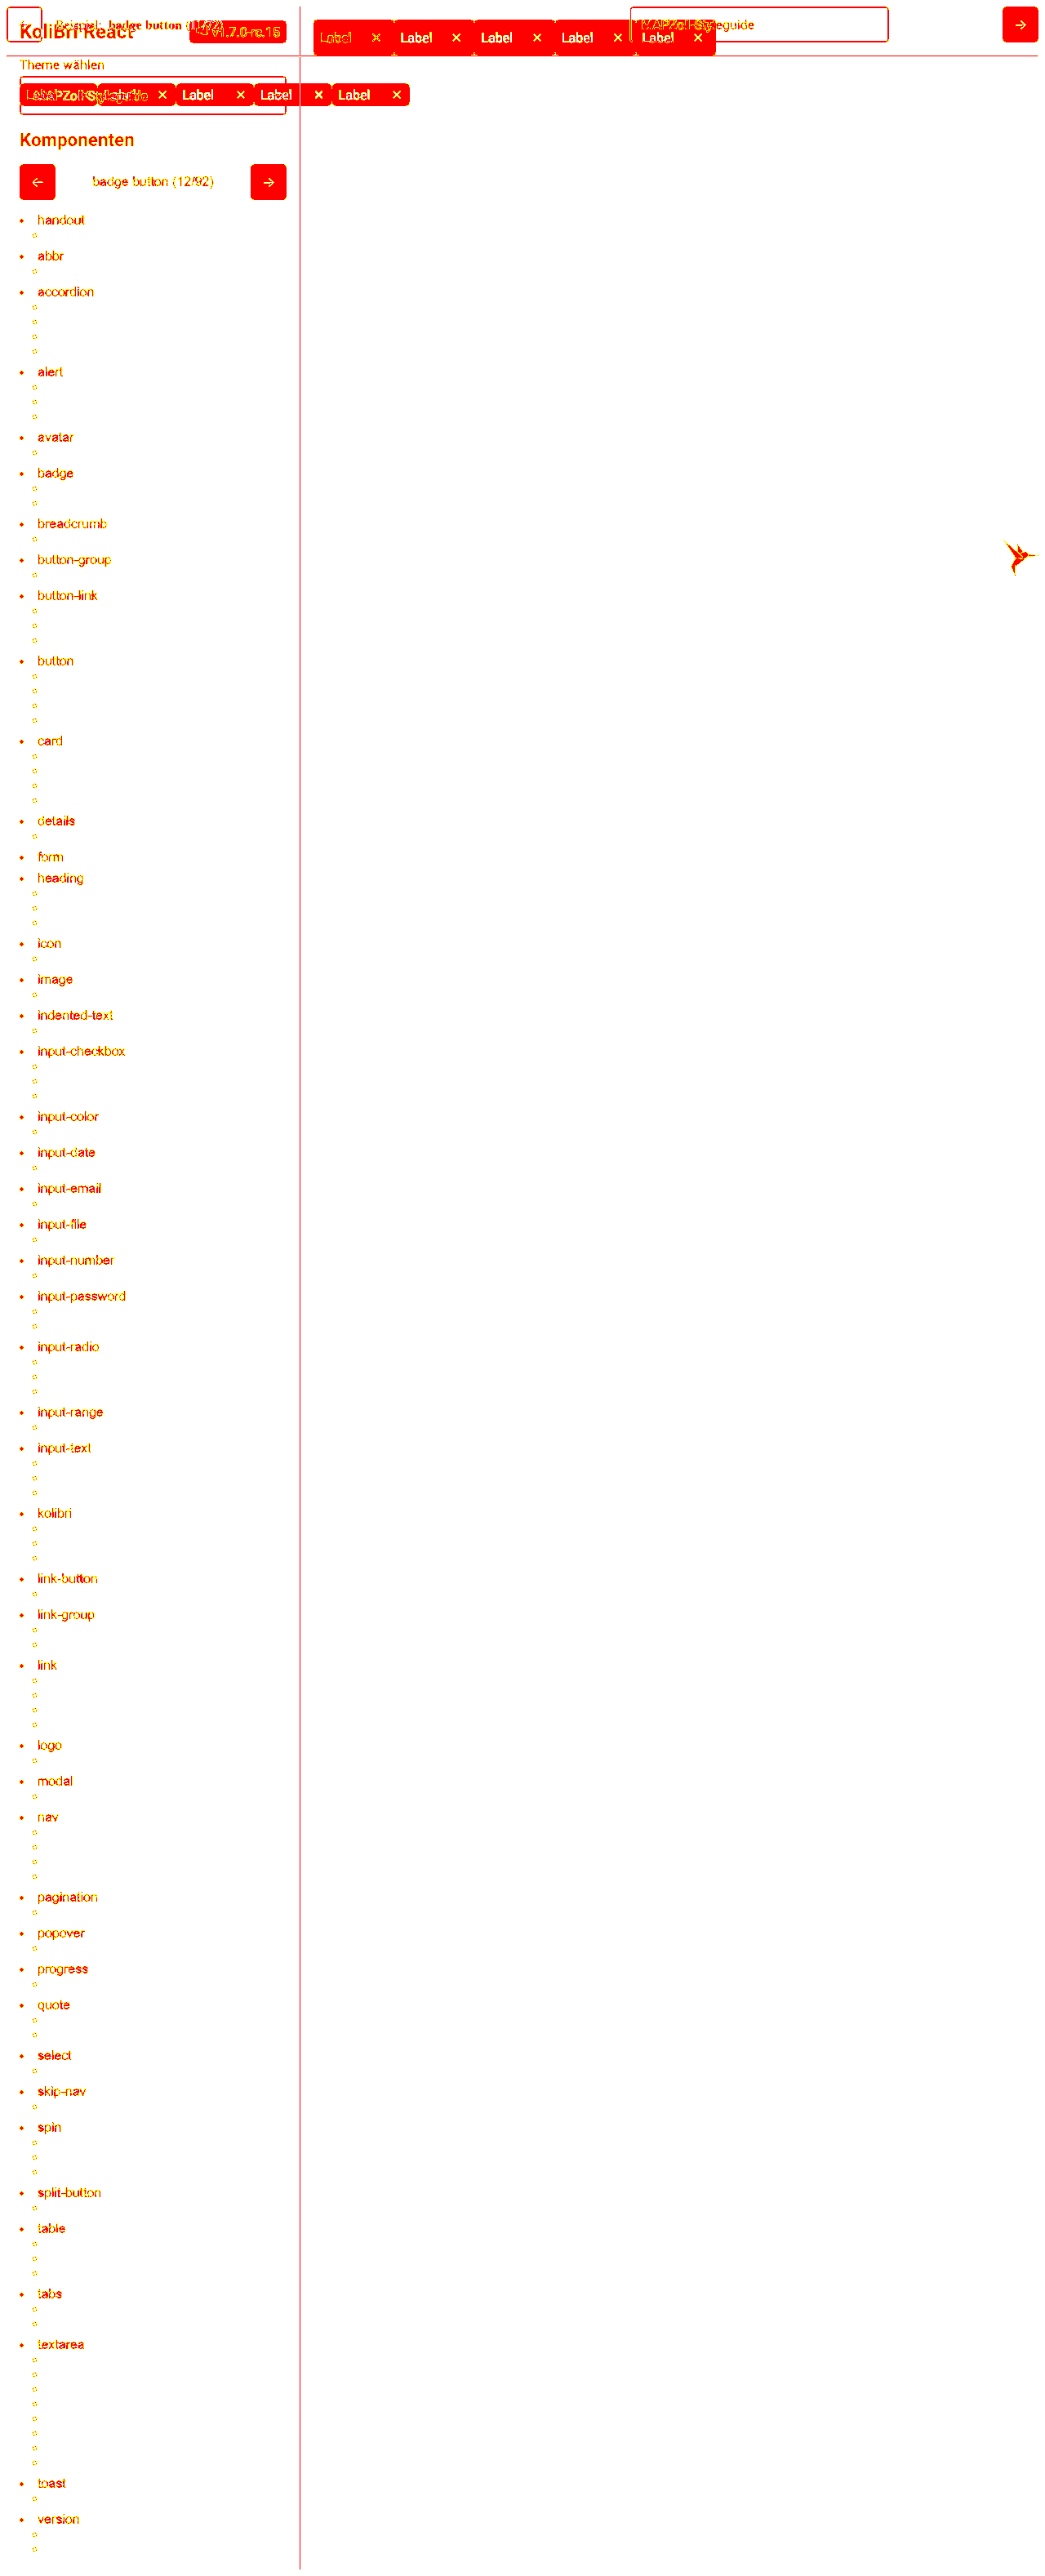 KoliBri React v1.7.0-rc.16
Label Label Label Label Label
Theme wählen
Label Label Label Label Label
Komponenten
badge button (12/92)
handout
abbr
accordion
alert
avatar
badge
breadcrumb
button-group
button-link
button
card
details
form
heading
icon
image
indented-text
input-checkbox
input-color
input-date
input-email
input-file
input-number
input-password
input-radio
input-range
input-text
kolibri
link-button
link-group
link
logo
modal
nav
pagination
popover
progress
quote
select
skip-nav
spin
split-button
table
tabs
textarea
toast
version